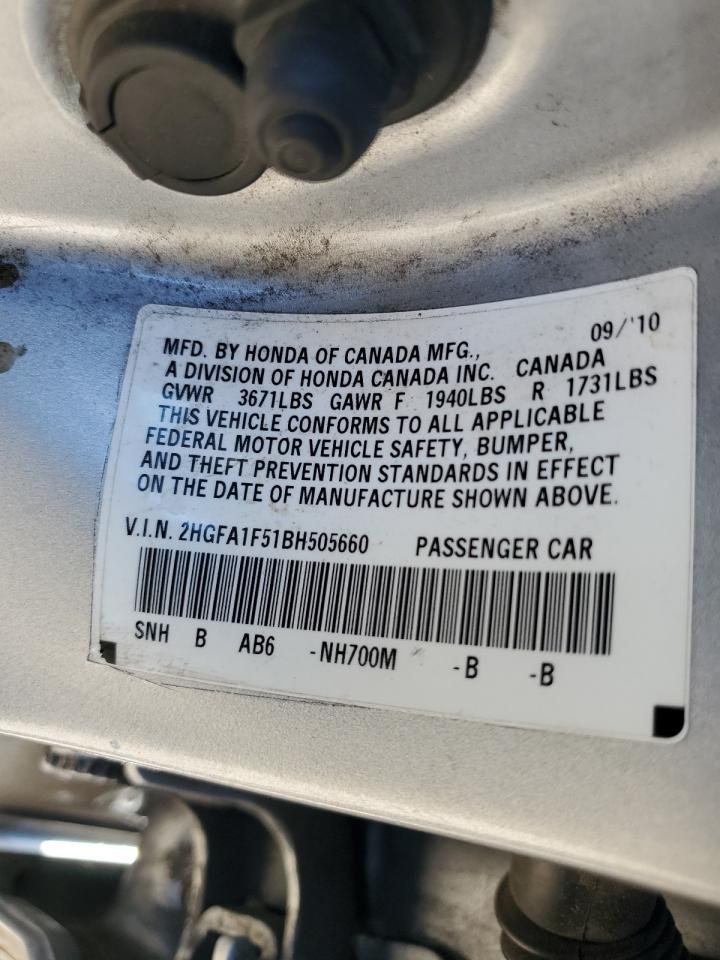 09/'10
MFD. BY HONDA OF CANADA MFG.,
A DIVISION OF HONDA CANADA INC. CANADA
GVWR 3671LBS GAWR F 1940LBS R 1731LBS
THIS VEHICLE CONFORMS TO ALL APPLICABLE
FEDERAL MOTOR VEHICLE SAFETY, BUMPER,
AND THEFT PREVENTION STANDARDS IN EFFECT
ON THE DATE OF MANUFACTURE SHOWN ABOVE.
V.I.N. 2HGFA1F51BH505660 PASSENGER CAR
SNH B AB6 -NH700M -B -B